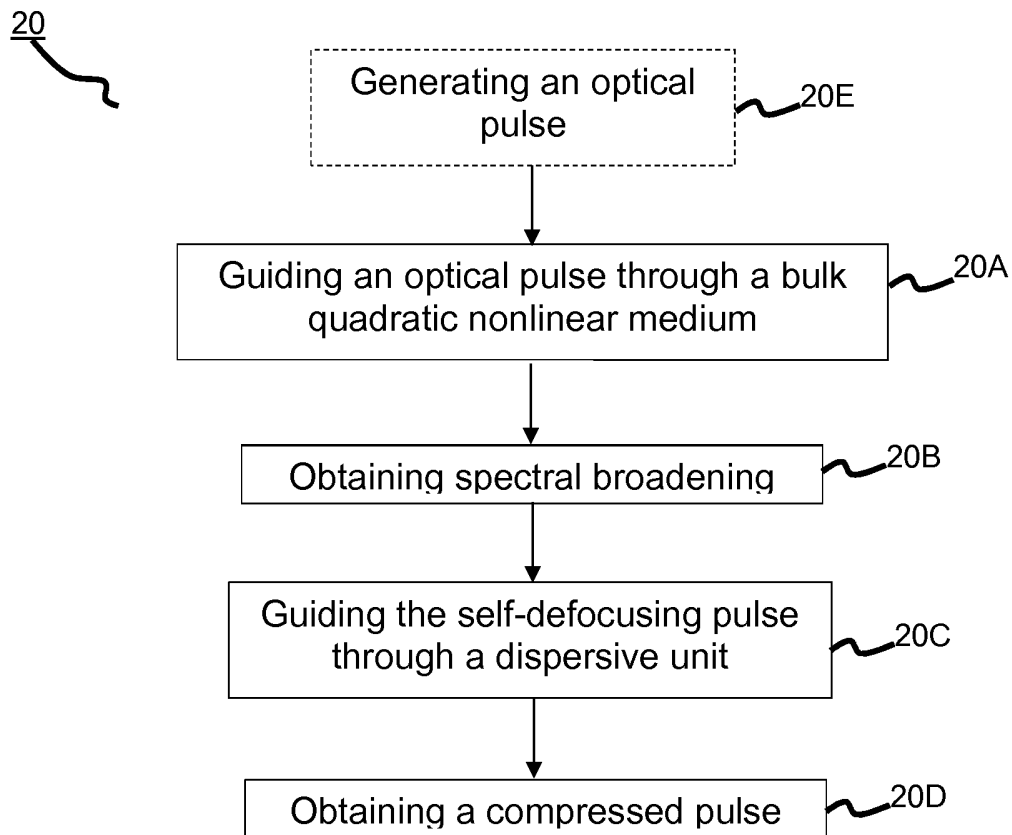 20
Generating an optical
pulse
20E
Guiding an optical pulse through a bulk
quadratic nonlinear medium
20A
Obtaining spectral broadening
20B
Guiding the self-defocusing pulse
through a dispersive unit
20C
Obtaining a compressed pulse
20D